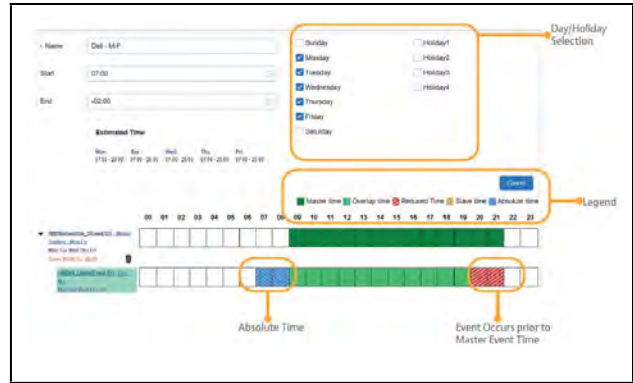 Day/Holiday
Selection
Name
Deli - M-F
Sunday
Holiday1
Monday
Holiday2
Start
07:00
Tuesday
Holiday3
Wednesday
Holiday4
End
-02:00
Thursday
Friday
Estimated Time
Saturday
Mon
Tue
Wed
Thu
Fri
Cancel
Master time
Overlap time
Reduced Time
Slave time
Absolute time
Legend
00 01 02 03 04 05 06 07 08 09 10 11 12 13 14 15 16 17 18 19 20 21 22 23
Absolute Time
Event Occurs prior to
Master Event Time